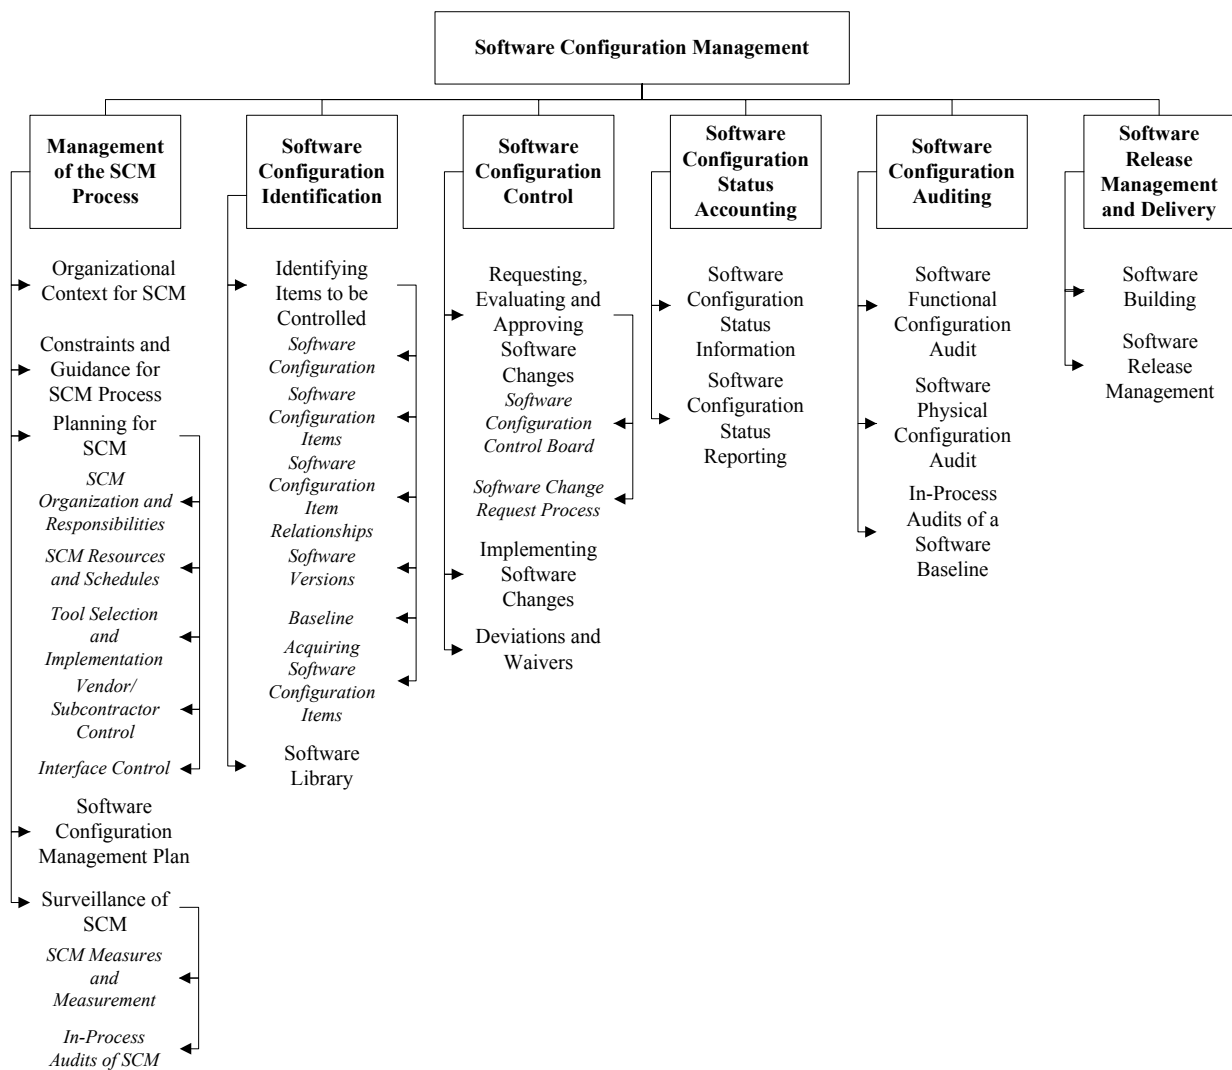 Software Configuration Management
Management
of the SCM
Process
Organizational
Context for SCM
Constraints and
Guidance for
SCM Process
Planning for
SCM
SCM
Organization and
Responsibilities
SCM Resources
and Schedules
Tool Selection
and
Implementation
Vendor/
Subcontractor
Control
Interface Control
Software
Configuration
Management Plan
Surveillance of
SCM
SCM Measures
and
Measurement
In-Process
Audits of SCM
Software
Configuration
Identification
Identifying
Items to be
Controlled
Software
Configuration
Software
Configuration
Items
Software
Configuration
Item
Relationships
Software
Versions
Baseline
Acquiring
Software
Configuration
Items
Software
Library
Software
Configuration
Control
Requesting,
Evaluating and
Approving
Software
Changes
Software
Configuration
Control Board
Software Change
Request Process
Implementing
Software
Changes
Deviations and
Waivers
Software
Configuration
Status
Accounting
Software
Configuration
Status
Information
Software
Configuration
Status
Reporting
Software
Configuration
Auditing
Software
Functional
Configuration
Audit
Software
Physical
Configuration
Audit
In-Process
Audits of a
Software
Baseline
Software
Release
Management
and Delivery
Software
Building
Software
Release
Management